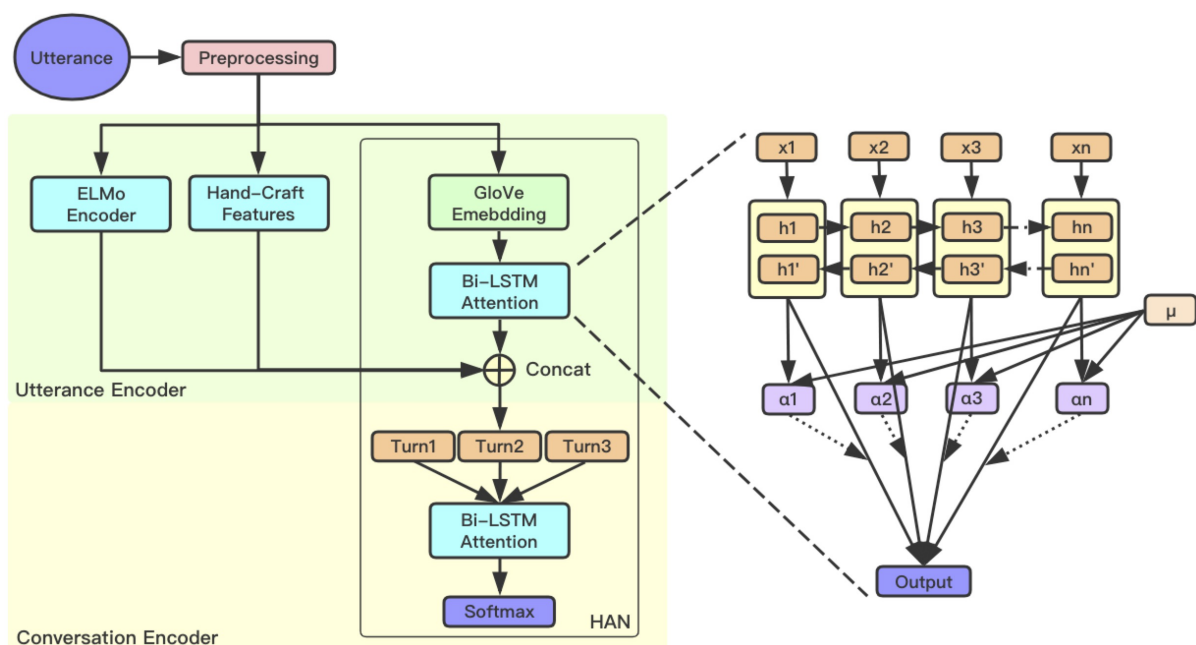 Utterance
Preprocessing
ELMo
Encoder
Hand-Craft
Features
GloVe
Emebdding
Bi-LSTM
Attention
Concat
Utterance Encoder
Turn1
Turn2
Turn3
Bi-LSTM
Attention
Softmax
HAN
Conversation Encoder
x1
x2
x3
xn
h1
h2
h3
hn
h1'
h2'
h3'
hn'
μ
α1
α2
α3
αn
Output